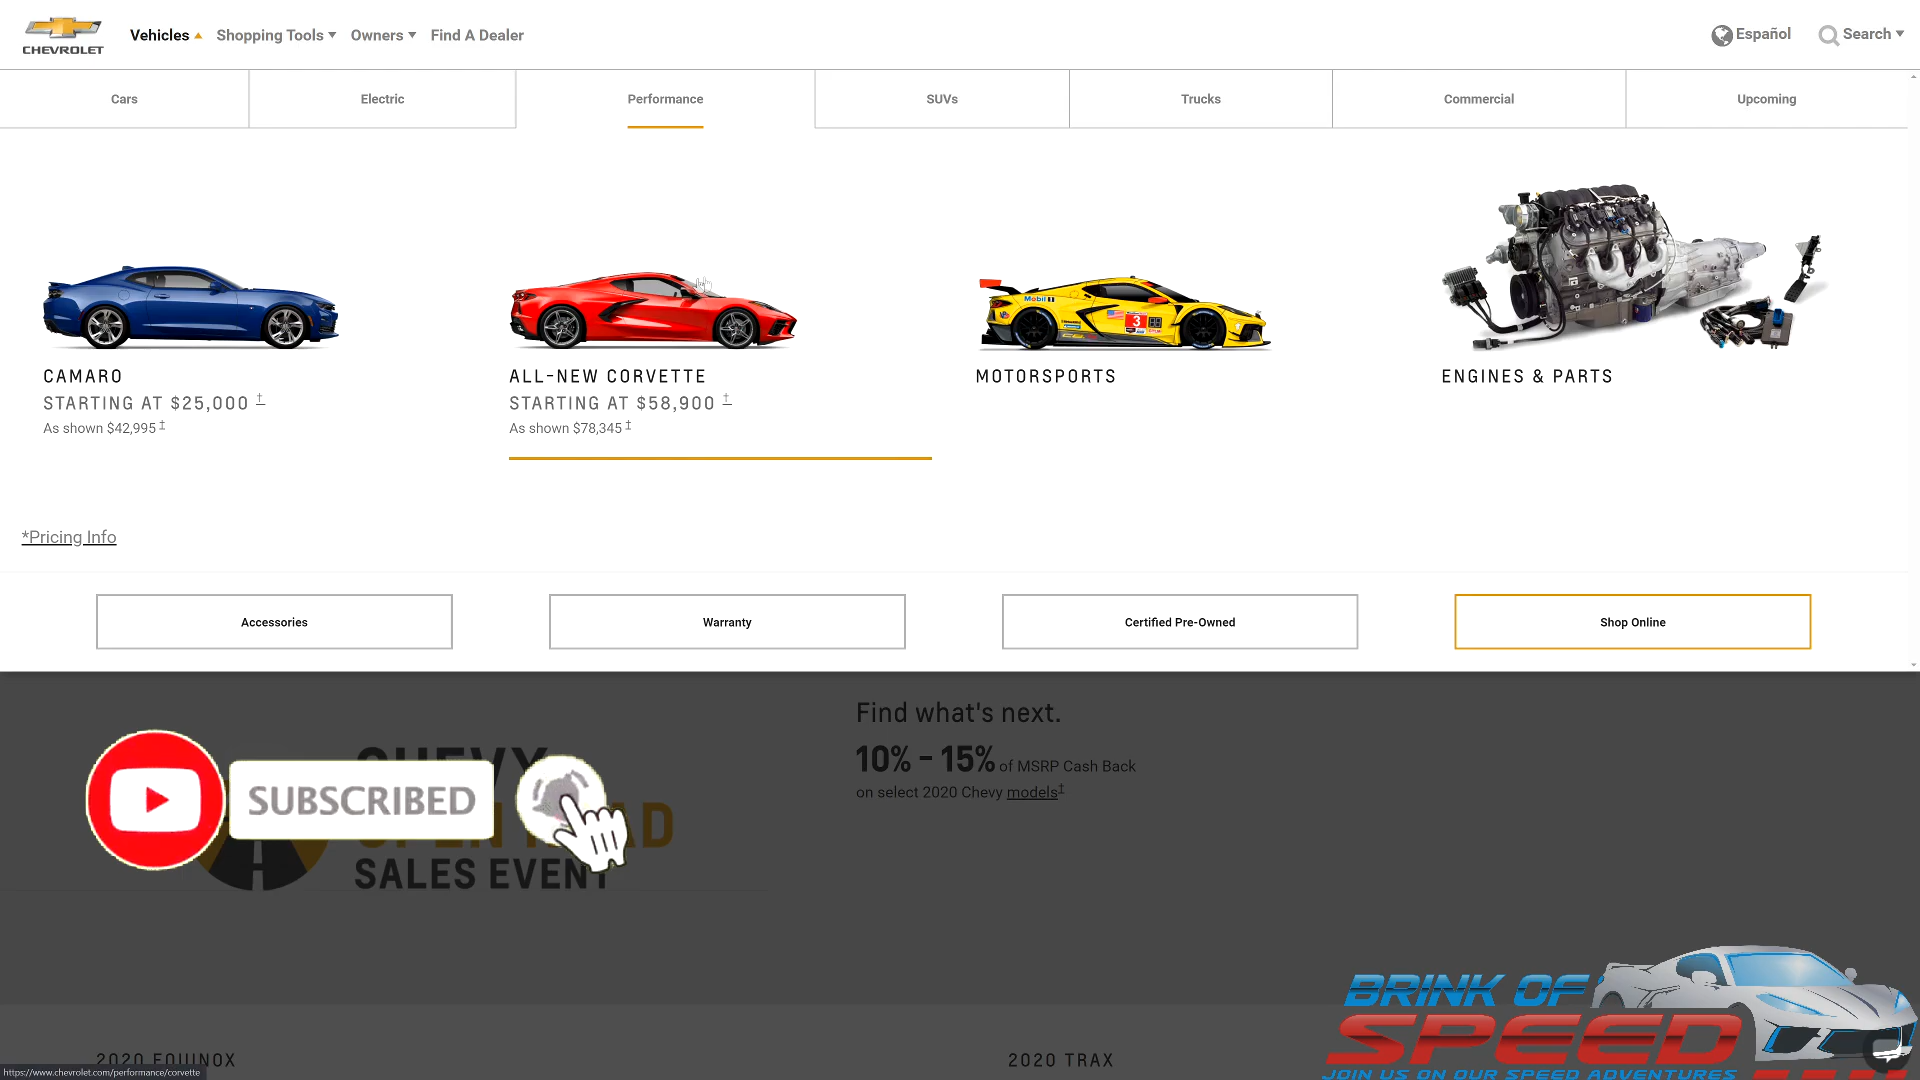 CHEVROLET
Vehicles Shopping Tools Owners Find A Dealer Español Search
Cars Electric Performance SUVs Trucks Commercial Upcoming
Mobil 1
3
CAMARO
STARTING AT $25,000 †
As shown $42,995 ‡
ALL-NEW CORVETTE
STARTING AT $58,900 †
As shown $78,345 ‡
MOTORSPORTS
ENGINES & PARTS
*Pricing Info
Accessories Warranty Certified Pre-Owned Shop Online
Find what's next.
10% - 15% of MSRP Cash Back
on select 2020 Chevy models‡
CHEVY
SUBSCRIBED
SALES EVENT
BRINK OF
SPEED
JOIN US ON OUR SPEED ADVENTURES
2020 EQUINOX
2020 TRAX
https://www.chevrolet.com/performance/corvette